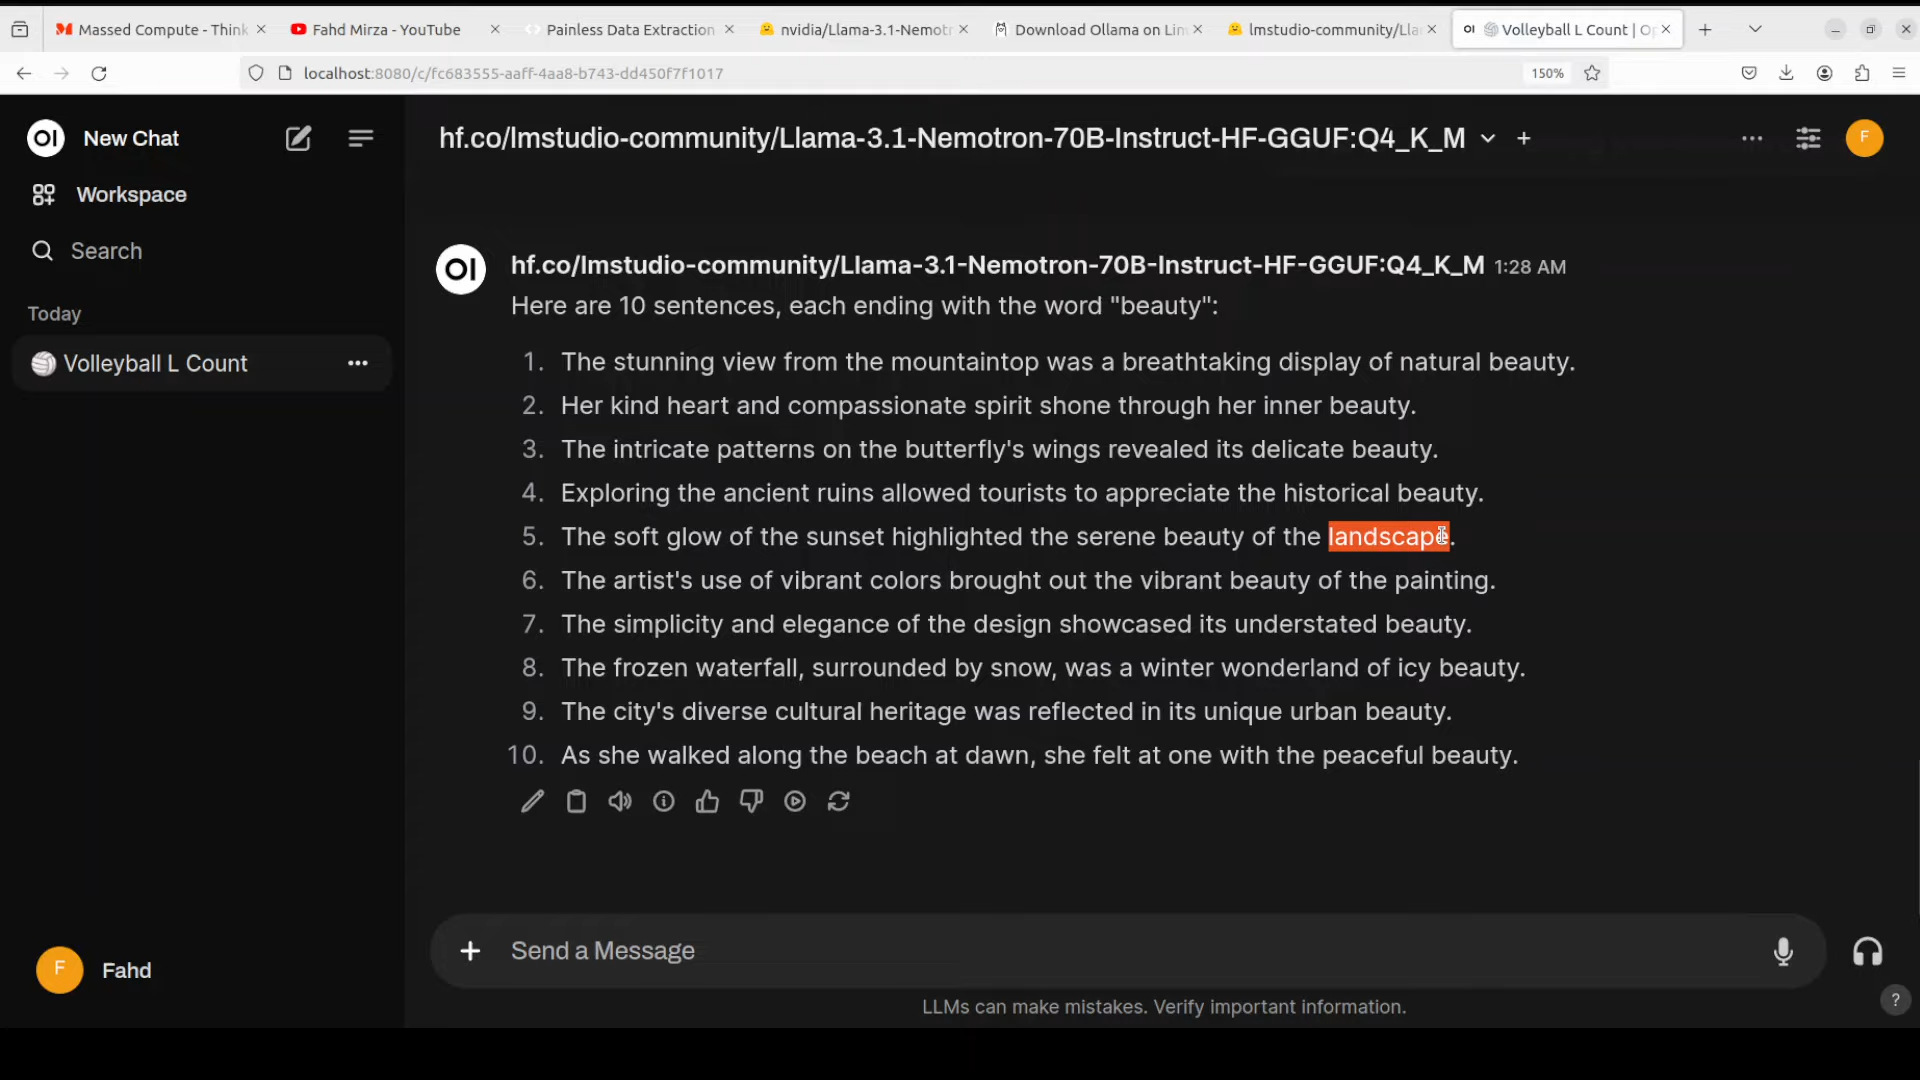 Massed Compute - Think
Fahd Mirza - YouTube
Painless Data Extraction
nvidia/Llama-3.1-Nemotr
Download Ollama on Lin
lmstudio-community/Lla
OI Volleyball L Count | O
localhost:8080/c/fc683555-aaff-4aa8-b743-dd450f7f1017
150%
OI New Chat
hf.co/lmstudio-community/Llama-3.1-Nemotron-70B-Instruct-HF-GGUF:Q4_K_M
F
Workspace
Search
Today
Volleyball L Count
OI
hf.co/lmstudio-community/Llama-3.1-Nemotron-70B-Instruct-HF-GGUF:Q4_K_M 1:28 AM
Here are 10 sentences, each ending with the word "beauty":
1. The stunning view from the mountaintop was a breathtaking display of natural beauty.
2. Her kind heart and compassionate spirit shone through her inner beauty.
3. The intricate patterns on the butterfly's wings revealed its delicate beauty.
4. Exploring the ancient ruins allowed tourists to appreciate the historical beauty.
5. The soft glow of the sunset highlighted the serene beauty of the landscape.
6. The artist's use of vibrant colors brought out the vibrant beauty of the painting.
7. The simplicity and elegance of the design showcased its understated beauty.
8. The frozen waterfall, surrounded by snow, was a winter wonderland of icy beauty.
9. The city's diverse cultural heritage was reflected in its unique urban beauty.
10. As she walked along the beach at dawn, she felt at one with the peaceful beauty.
Send a Message
F Fahd
LLMs can make mistakes. Verify important information.
?